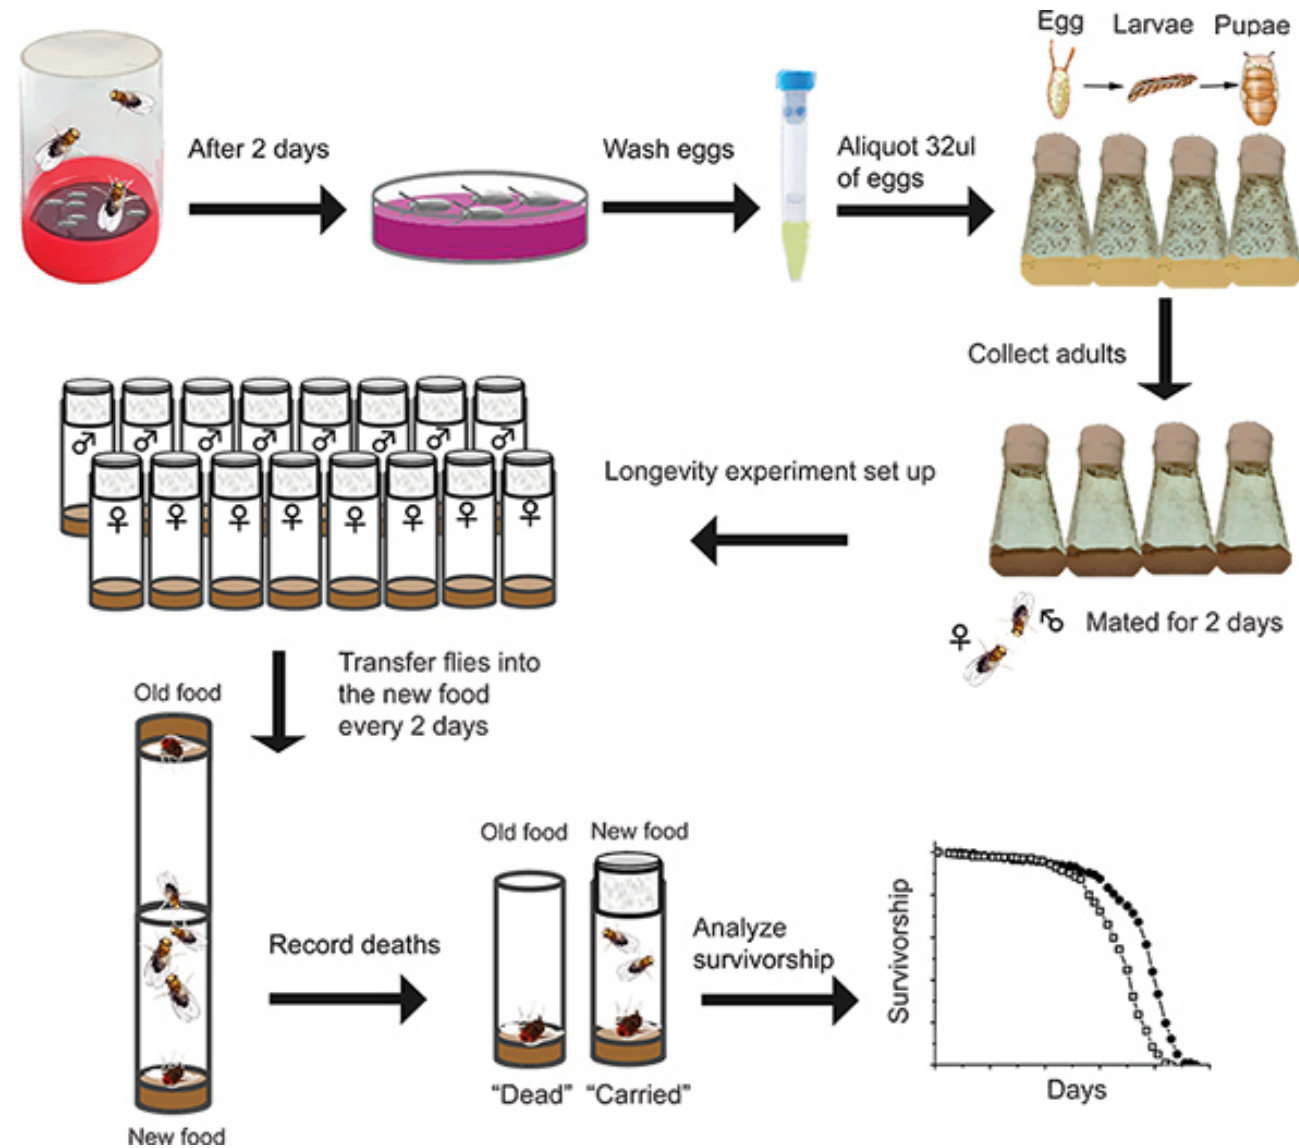 Egg
Larvae
Pupae
After 2 days
Wash eggs
Aliquot 32ul
of eggs
Collect adults
Longevity experiment set up
♂ ♂ ♂ ♂ ♂ ♂ ♂ ♂
♀ ♀ ♀ ♀ ♀ ♀ ♀ ♀
♀ ♂ Mated for 2 days
Transfer flies into
the new food
every 2 days
Old food
New food
Record deaths
Old food
New food
"Dead"
"Carried"
Analyze
survivorship
Survivorship
Days